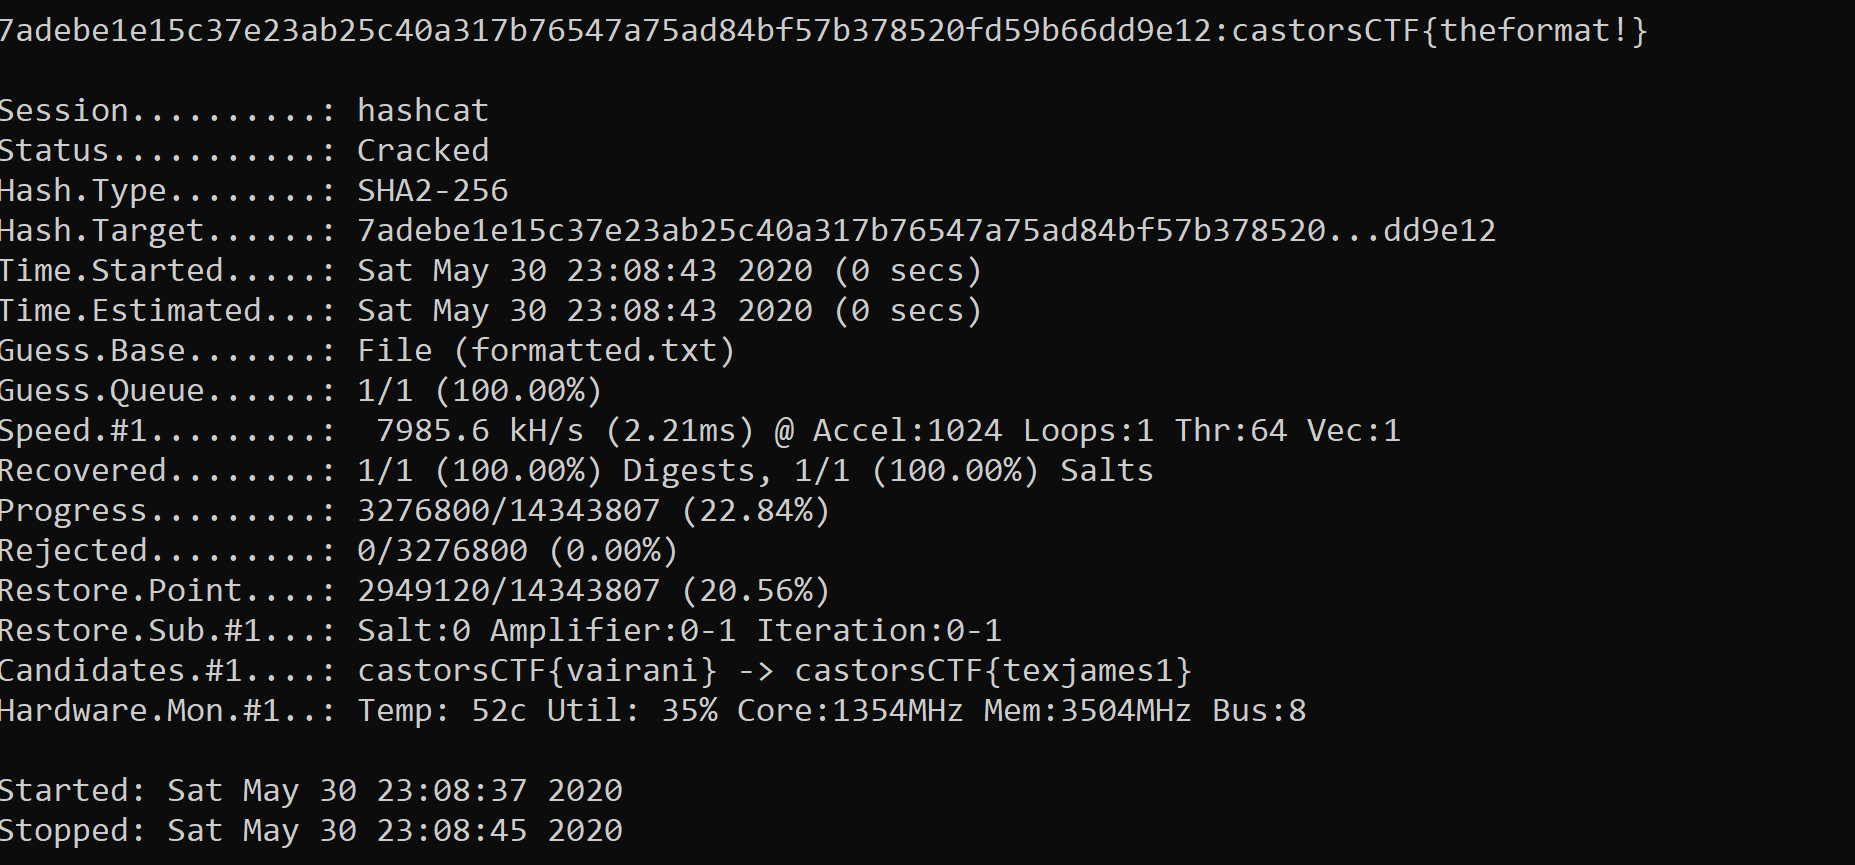 7adebe1e15c37e23ab25c40a317b76547a75ad84bf57b378520fd59b66dd9e12:castorsCTF{theformat!}
Session..........: hashcat
Status...........: Cracked
Hash.Type........: SHA2-256
Hash.Target......: 7adebe1e15c37e23ab25c40a317b76547a75ad84bf57b378520...dd9e12
Time.Started.....: Sat May 30 23:08:43 2020 (0 secs)
Time.Estimated...: Sat May 30 23:08:43 2020 (0 secs)
Guess.Base.......: File (formatted.txt)
Guess.Queue......: 1/1 (100.00%)
Speed.#1.........:  7985.6 kH/s (2.21ms) @ Accel:1024 Loops:1 Thr:64 Vec:1
Recovered........: 1/1 (100.00%) Digests, 1/1 (100.00%) Salts
Progress.........: 3276800/14343807 (22.84%)
Rejected.........: 0/3276800 (0.00%)
Restore.Point....: 2949120/14343807 (20.56%)
Restore.Sub.#1...: Salt:0 Amplifier:0-1 Iteration:0-1
Candidates.#1....: castorsCTF{vairani} -> castorsCTF{texjames1}
Hardware.Mon.#1..: Temp: 52c Util: 35% Core:1354MHz Mem:3504MHz Bus:8
Started: Sat May 30 23:08:37 2020
Stopped: Sat May 30 23:08:45 2020